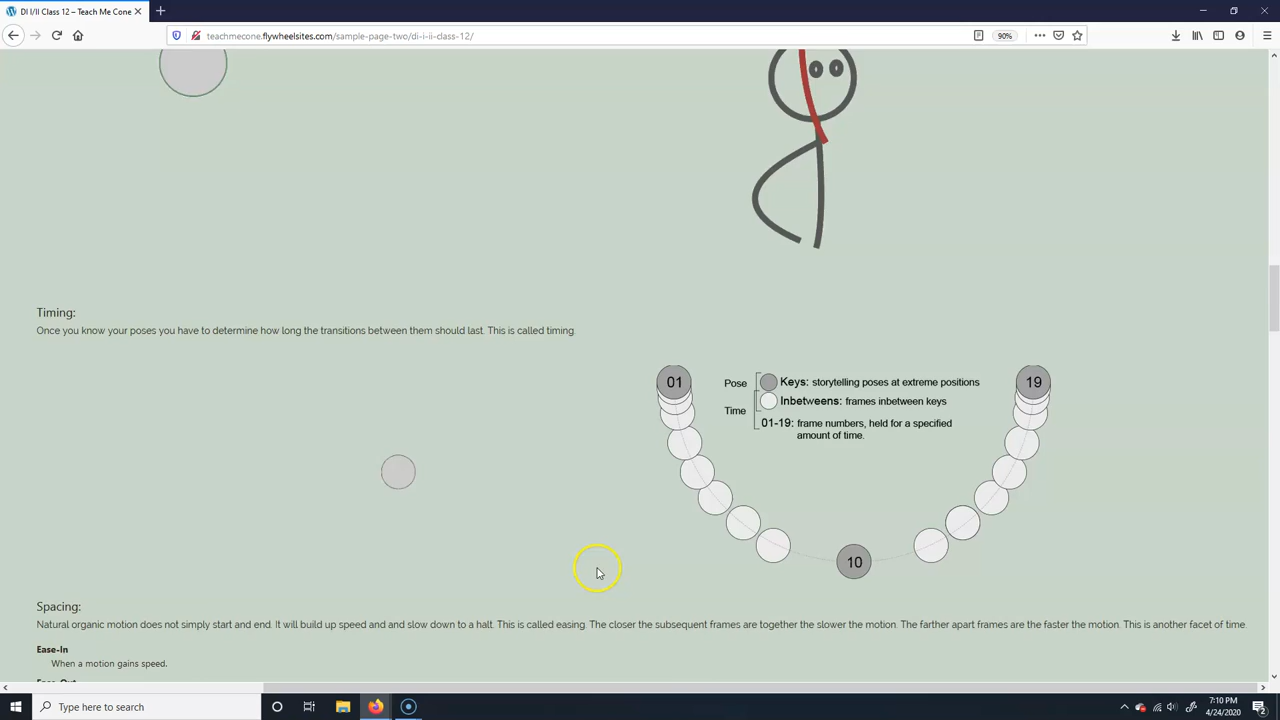 DI I/II Class 12 – Teach Me Cone
teachmecone.flywheelsites.com/sample-page-two/di-i-ii-class-12/
90%
Timing:
Once you know your poses you have to determine how long the transitions between them should last. This is called timing.
01
19
Pose
Keys: storytelling poses at extreme positions
Inbetweens: frames inbetween keys
Time
01-19: frame numbers, held for a specified
amount of time.
10
Spacing:
Natural organic motion does not simply start and end. It will build up speed and and slow down to a halt. This is called easing. The closer the subsequent frames are together the slower the motion. The farther apart frames are the faster the motion. This is another facet of time.
Ease-In
When a motion gains speed.
Type here to search
7:10 PM
4/24/2020
2